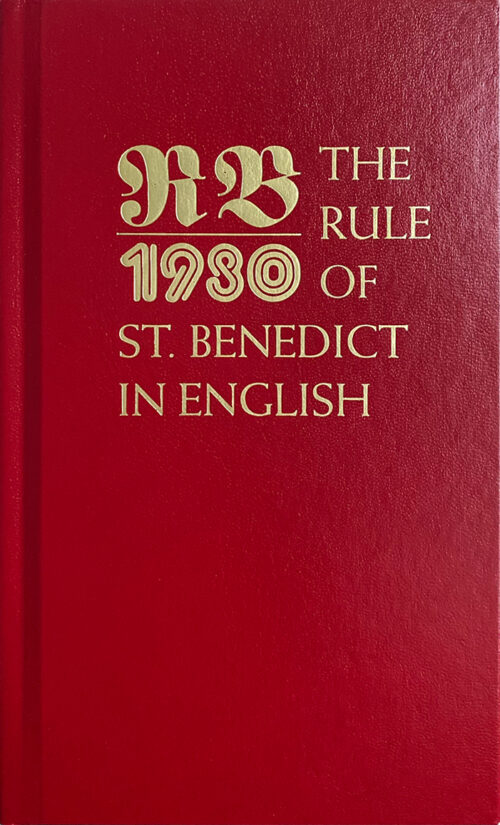 RB THE
RULE
1980 OF
ST. BENEDICT
IN ENGLISH